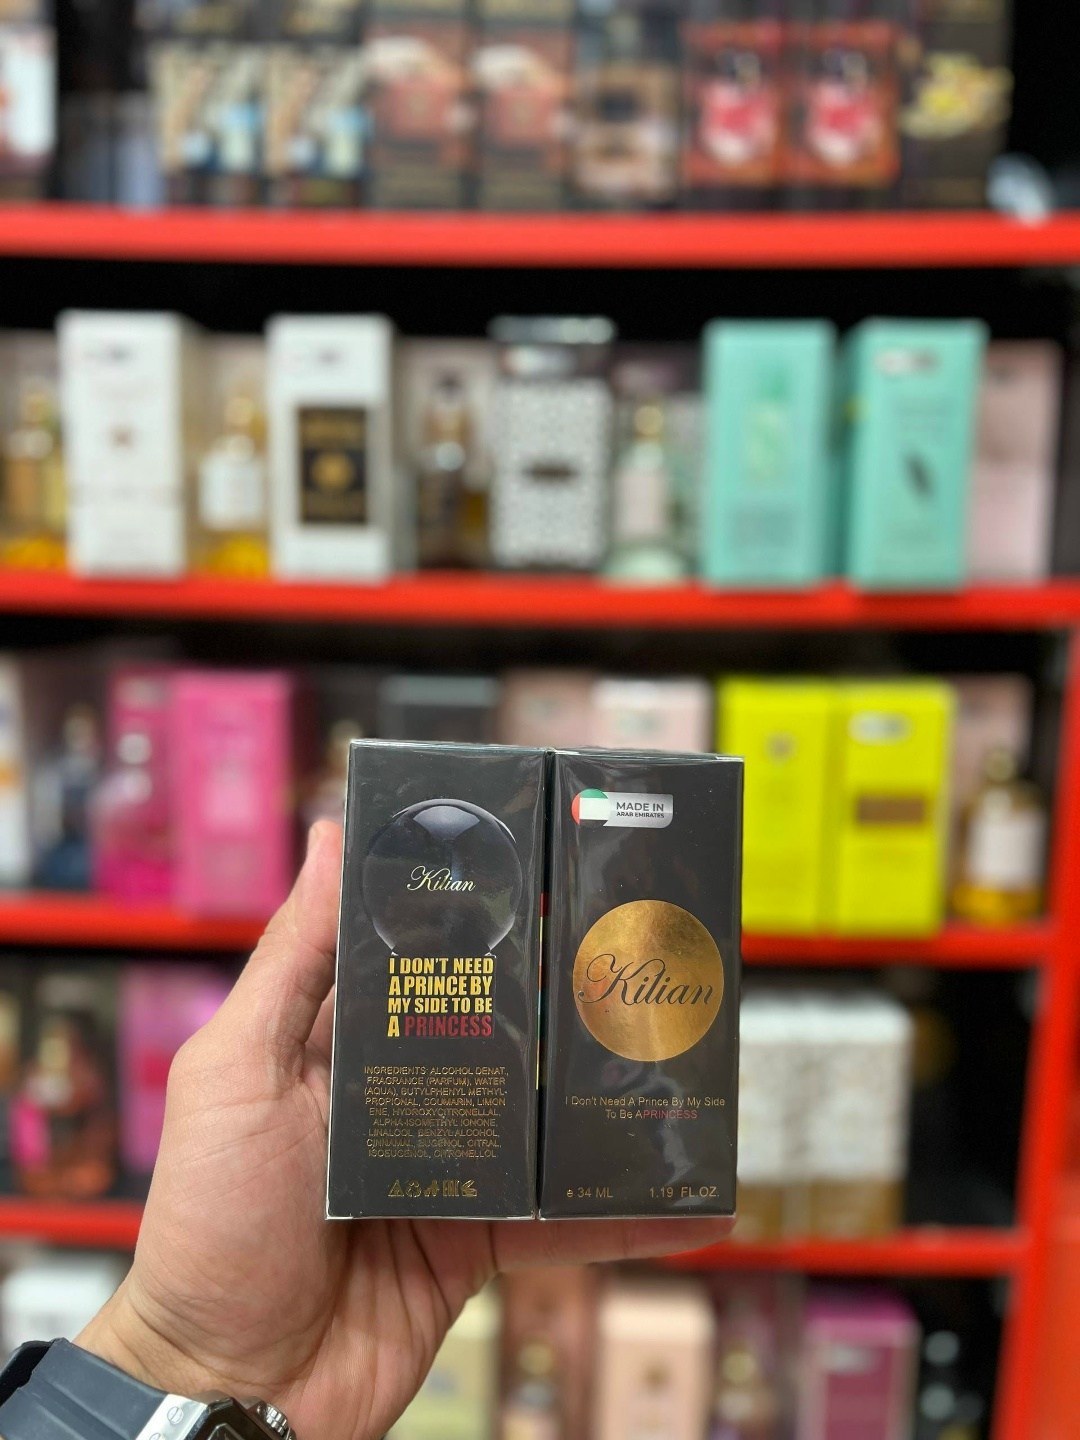 Kilian
I DON'T NEED
A PRINCE BY
MY SIDE TO BE
A PRINCESS
INGREDIENTS: ALCOHOL DENAT.,
FRAGRANCE (PARFUM), WATER
(AQUA), BUTYLPHENYL METHYL-
PROPIONAL, COUMARIN, LIMON
ENE, HYDROXYCITRONELLAL,
ALPHA-ISOMETHYL IONONE,
LINALOOL, BENZYL ALCOHOL,
CINNAMAL, EUGENOL, CITRAL,
ISOEUGENOL, CITRONELLOL
MADE IN
ARAB EMIRATES
Kilian
I Don't Need A Prince By My Side
To Be APRINCESS
e 34 ML 1.19 FL.OZ.